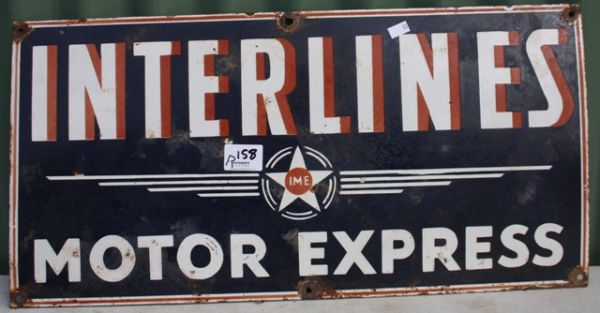 INTERLINES
158
IME
MOTOR EXPRESS